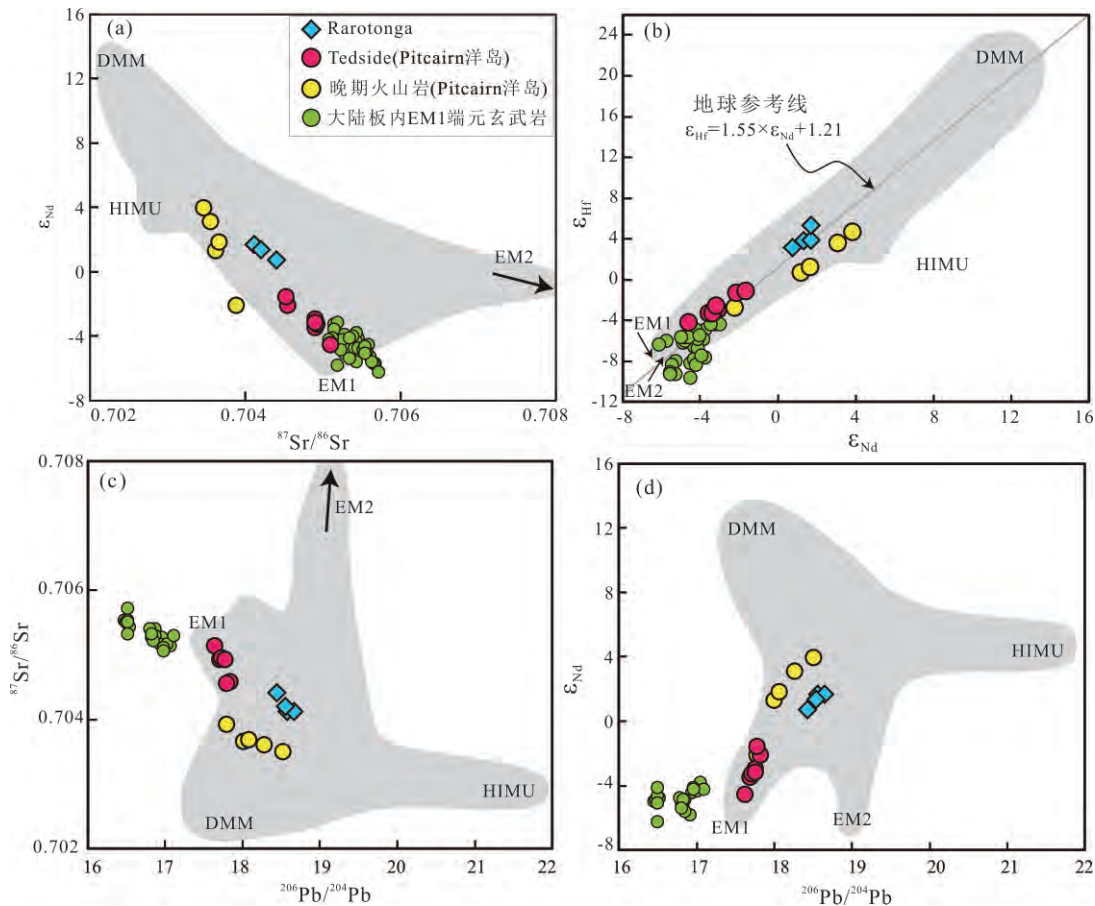 (a)
16
12
8
4
0
-4
-8
εNd
DMM
HIMU
EM2
EM1
Rarotonga
Tedside(Pitcairn洋岛)
晚期火山岩(Pitcairn洋岛)
大陆板内EM1端元玄武岩
0.702
0.704
0.706
0.708
⁸⁷Sr/⁸⁶Sr
(b)
24
20
16
12
8
4
0
-4
-8
-12
εHf
DMM
地球参考线
εHf=1.55×εNd+1.21
HIMU
EM1
EM2
-8
-4
0
4
8
12
16
εNd
(c)
0.708
0.706
0.704
0.702
⁸⁷Sr/⁸⁶Sr
EM2
EM1
HIMU
DMM
16
17
18
19
20
21
22
²⁰⁶Pb/²⁰⁴Pb
(d)
16
12
8
4
0
-4
-8
εNd
DMM
HIMU
EM1
EM2
16
17
18
19
20
21
22
²⁰⁶Pb/²⁰⁴Pb